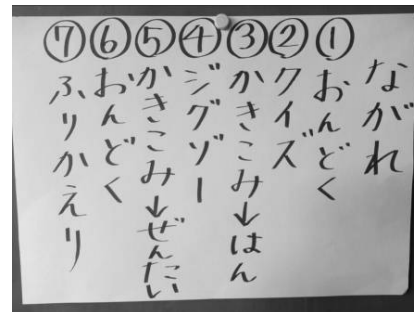 ながれ
①おんどく
②クイズ
③かきこみ→はん
④ジグゾー
⑤かきこみ→ぜんたい
⑥おんどく
⑦ふりかえり